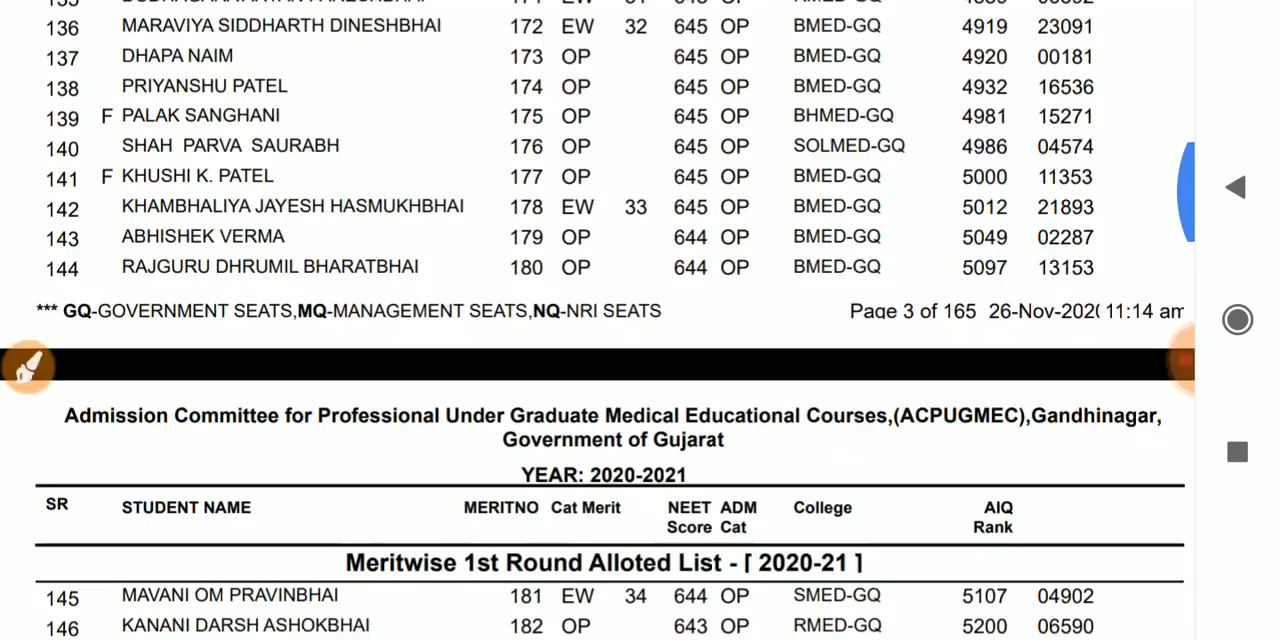 136 MARAVIYA SIDDHARTH DINESHBHAI 172 EW 32 645 OP BMED-GQ 4919 23091
137 DHAPA NAIM 173 OP 645 OP BMED-GQ 4920 00181
138 PRIYANSHU PATEL 174 OP 645 OP BMED-GQ 4932 16536
139 F PALAK SANGHANI 175 OP 645 OP BHMED-GQ 4981 15271
140 SHAH PARVA SAURABH 176 OP 645 OP SOLMED-GQ 4986 04574
141 F KHUSHI K. PATEL 177 OP 645 OP BMED-GQ 5000 11353
142 KHAMBHALIYA JAYESH HASMUKHBHAI 178 EW 33 645 OP BMED-GQ 5012 21893
143 ABHISHEK VERMA 179 OP 644 OP BMED-GQ 5049 02287
144 RAJGURU DHRUMIL BHARATBHAI 180 OP 644 OP BMED-GQ 5097 13153
*** GQ-GOVERNMENT SEATS,MQ-MANAGEMENT SEATS,NQ-NRI SEATS Page 3 of 165 26-Nov-2020 11:14 am
Admission Committee for Professional Under Graduate Medical Educational Courses,(ACPUGMEC),Gandhinagar,
Government of Gujarat
YEAR: 2020-2021
SR STUDENT NAME MERITNO Cat Merit NEET ADM College AIQ
Score Cat Rank
Meritwise 1st Round Alloted List - [ 2020-21 ]
145 MAVANI OM PRAVINBHAI 181 EW 34 644 OP SMED-GQ 5107 04902
146 KANANI DARSH ASHOKBHAI 182 OP 643 OP RMED-GQ 5200 06590